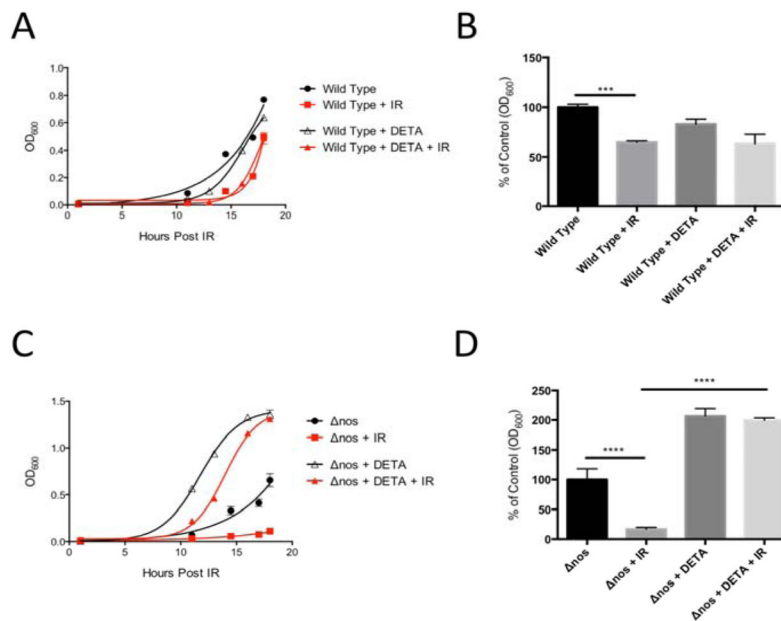 A
1.0
0.8
0.6
0.4
0.2
0.0
0
5
10
15
20
OD600
Hours Post IR
Wild Type
Wild Type + IR
Wild Type + DETA
Wild Type + DETA + IR
B
150
100
50
0
% of Control (OD600)
***
Wild Type
Wild Type + IR
Wild Type + DETA
Wild Type + DETA + IR
C
1.5
1.0
0.5
0.0
0
5
10
15
20
OD600
Hours Post IR
Δnos
Δnos + IR
Δnos + DETA
Δnos + DETA + IR
D
250
200
150
100
50
0
% of Control (OD600)
****
****
Δnos
Δnos + IR
Δnos + DETA
Δnos + DETA + IR